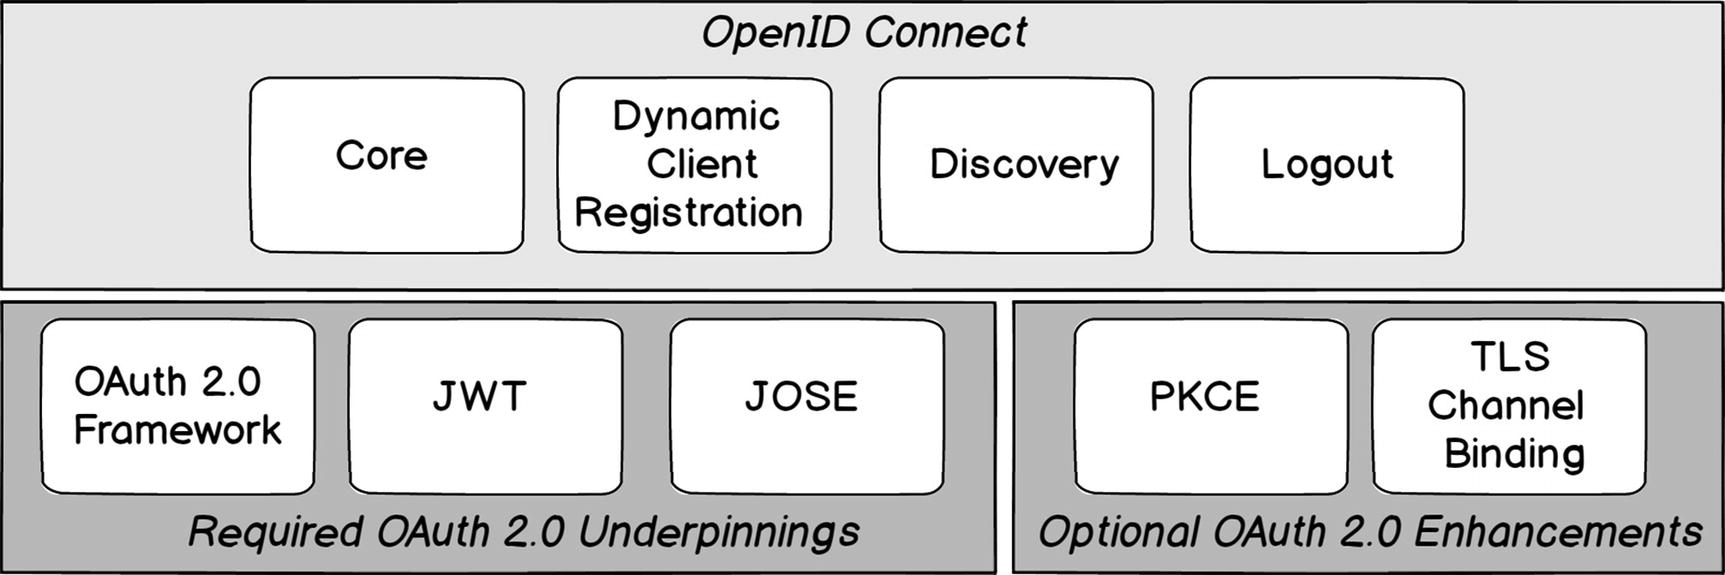 OpenID Connect
Core
Dynamic
Client
Registration
Discovery
Logout
OAuth 2.0
Framework
JWT
JOSE
Required OAuth 2.0 Underpinnings
PKCE
TLS
Channel
Binding
Optional OAuth 2.0 Enhancements